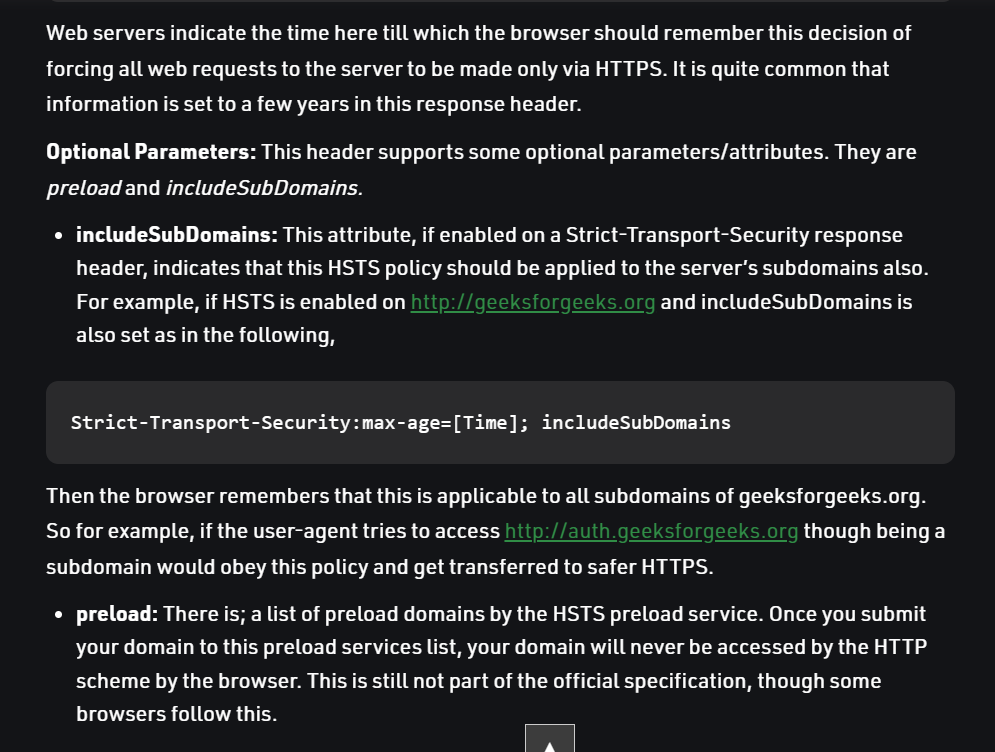 Web servers indicate the time here till which the browser should remember this decision of
forcing all web requests to the server to be made only via HTTPS. It is quite common that
information is set to a few years in this response header.
Optional Parameters: This header supports some optional parameters/attributes. They are
preload and includeSubDomains.
• includeSubDomains: This attribute, if enabled on a Strict-Transport-Security response
header, indicates that this HSTS policy should be applied to the server's subdomains also.
For example, if HSTS is enabled on http://geeksforgeeks.org and includeSubDomains is
also set as in the following,
Strict-Transport-Security:max-age=[Time]; includeSubDomains
Then the browser remembers that this is applicable to all subdomains of geeksforgeeks.org.
So for example, if the user-agent tries to access http://auth.geeksforgeeks.org though being a
subdomain would obey this policy and get transferred to safer HTTPS.
• preload: There is; a list of preload domains by the HSTS preload service. Once you submit
your domain to this preload services list, your domain will never be accessed by the HTTP
scheme by the browser. This is still not part of the official specification, though some
browsers follow this.